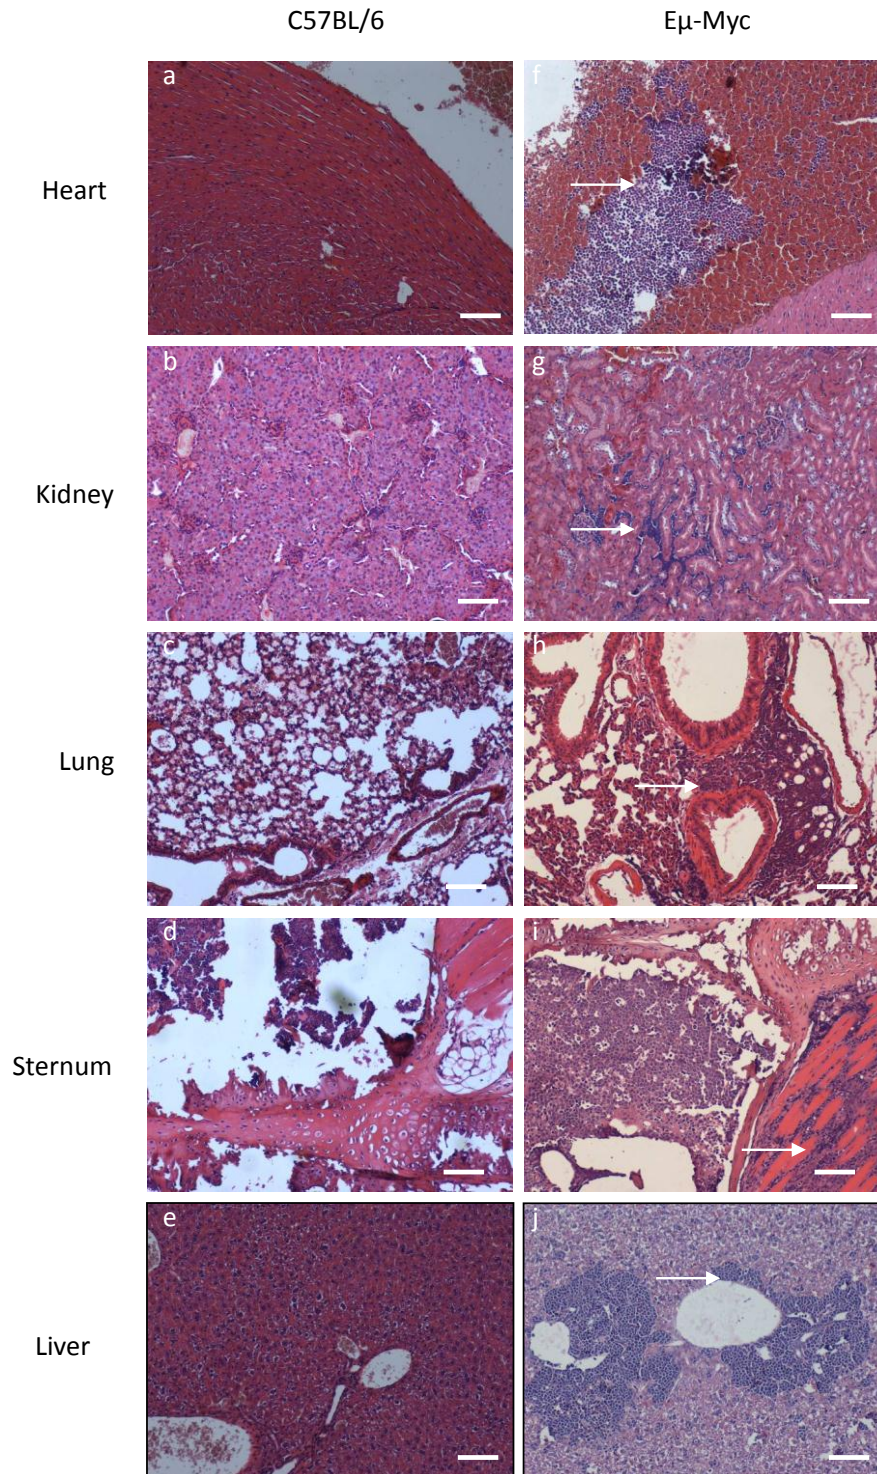 C57BL/6 Eµ-Myc
a f
Heart
b g
Kidney
c h
Lung
d i
Sternum
e j
Liver